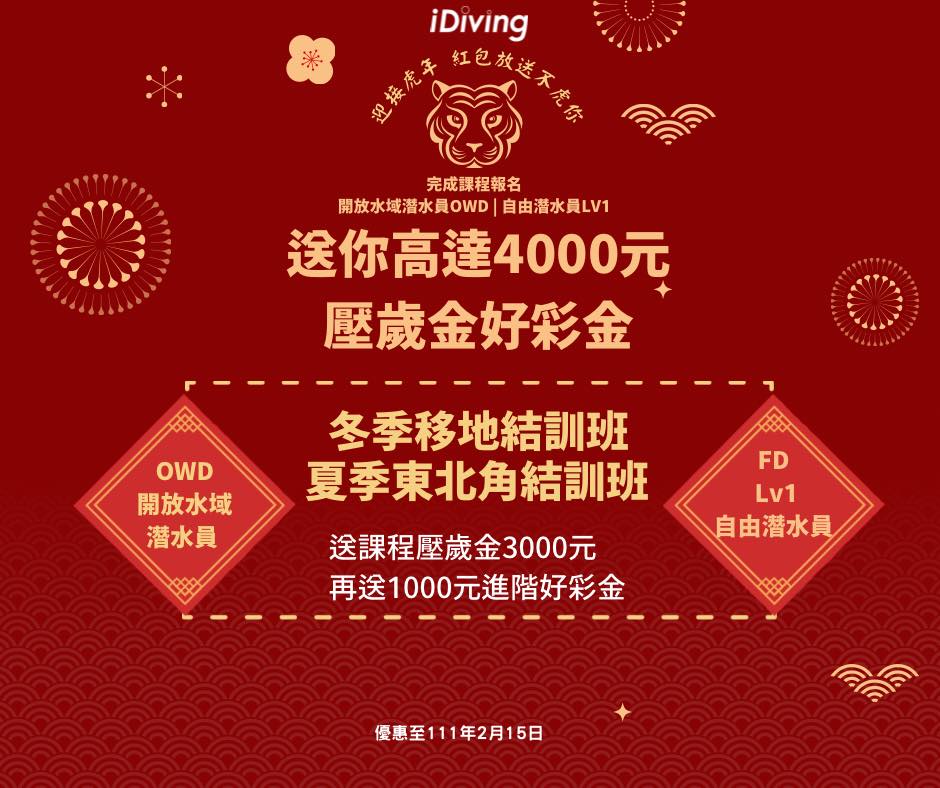 iDiving
迎接虎年 紅包放送不虎你
完成課程報名
開放水域潛水員OWD | 自由潛水員LV1
送你高達4000元
壓歲金好彩金
冬季移地結訓班
夏季東北角結訓班
送課程壓歲金3000元
再送1000元進階好彩金
OWD
開放水域
潛水員
FD
Lv1
自由潛水員
優惠至111年2月15日